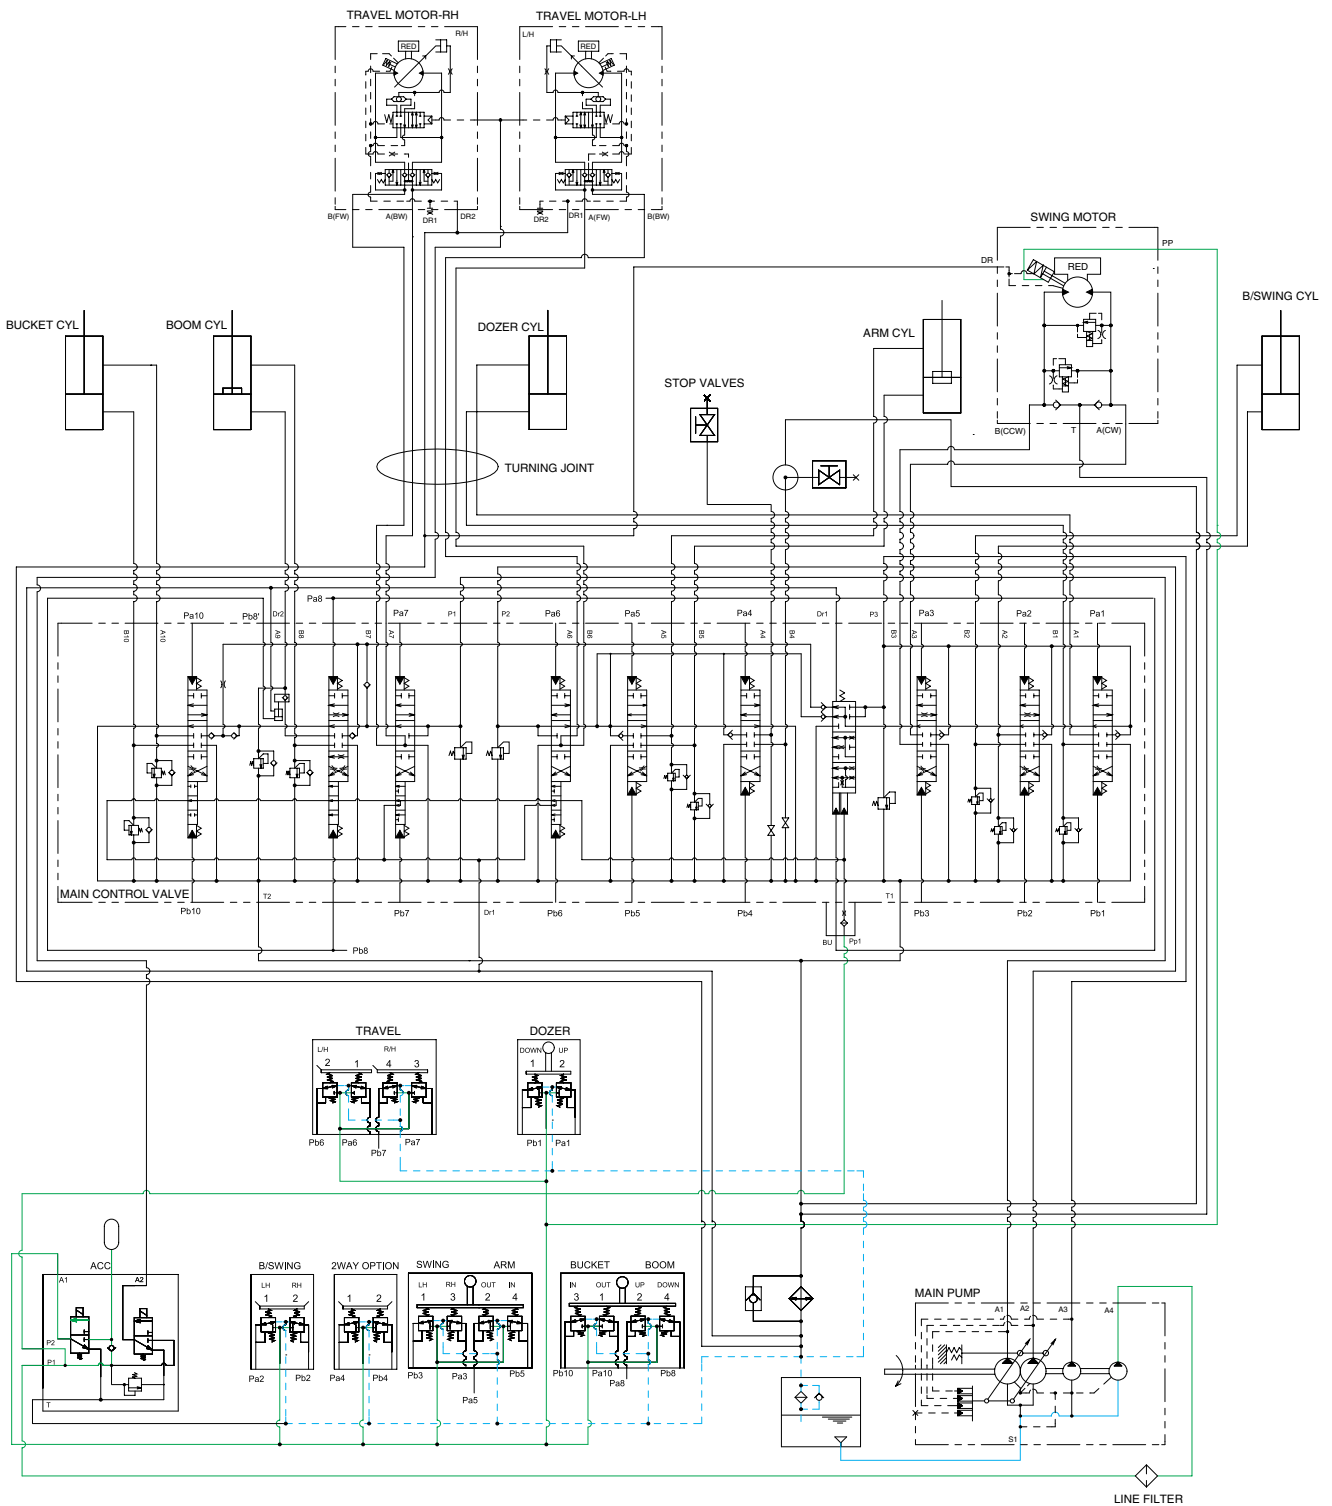 TRAVEL MOTOR-RH TRAVEL MOTOR-LH
R/H L/H
RED RED
B(FW) A(BW) DR1 DR2 DR2 DR1 A(FW) B(BW)
SWING MOTOR
PP
DR
RED
B(CCW) T A(CW)
BUCKET CYL BOOM CYL DOZER CYL ARM CYL B/SWING CYL
STOP VALVES
TURNING JOINT
Pa10 Pb8' Dr2 Pa8 Pa7 P1 P2 Pa6 Pa5 Pa4 Dr1 P3 Pa3 Pa2 Pa1
B10 A10 A9 B8 B7 A7 A6 B6 A5 B5 A4 B4 B3 A3 B2 A2 B1 A1
MAIN CONTROL VALVE
T2 T1
Pb10 Pb7 Dr1 Pb6 Pb5 Pb4 Pb3 Pb2 Pb1
BU Pp1
Pb8
TRAVEL
L/H R/H
2 1 4 3
Pb6 Pa6 Pb7 Pa7
DOZER
DOWN UP
1 2
Pb1 Pa1
ACC
A1 A2
P2
P1
T
B/SWING
LH RH
1 2
Pa2 Pb2
2WAY OPTION
1 2
Pa4 Pb4
SWING ARM
LH RH OUT IN
1 3 2 4
Pb3 Pa3 Pa5 Pb5
BUCKET BOOM
IN OUT UP DOWN
3 1 2 4
Pb10 Pa10 Pa8 Pb8
MAIN PUMP
A1 A2 A3 A4
S1
LINE FILTER